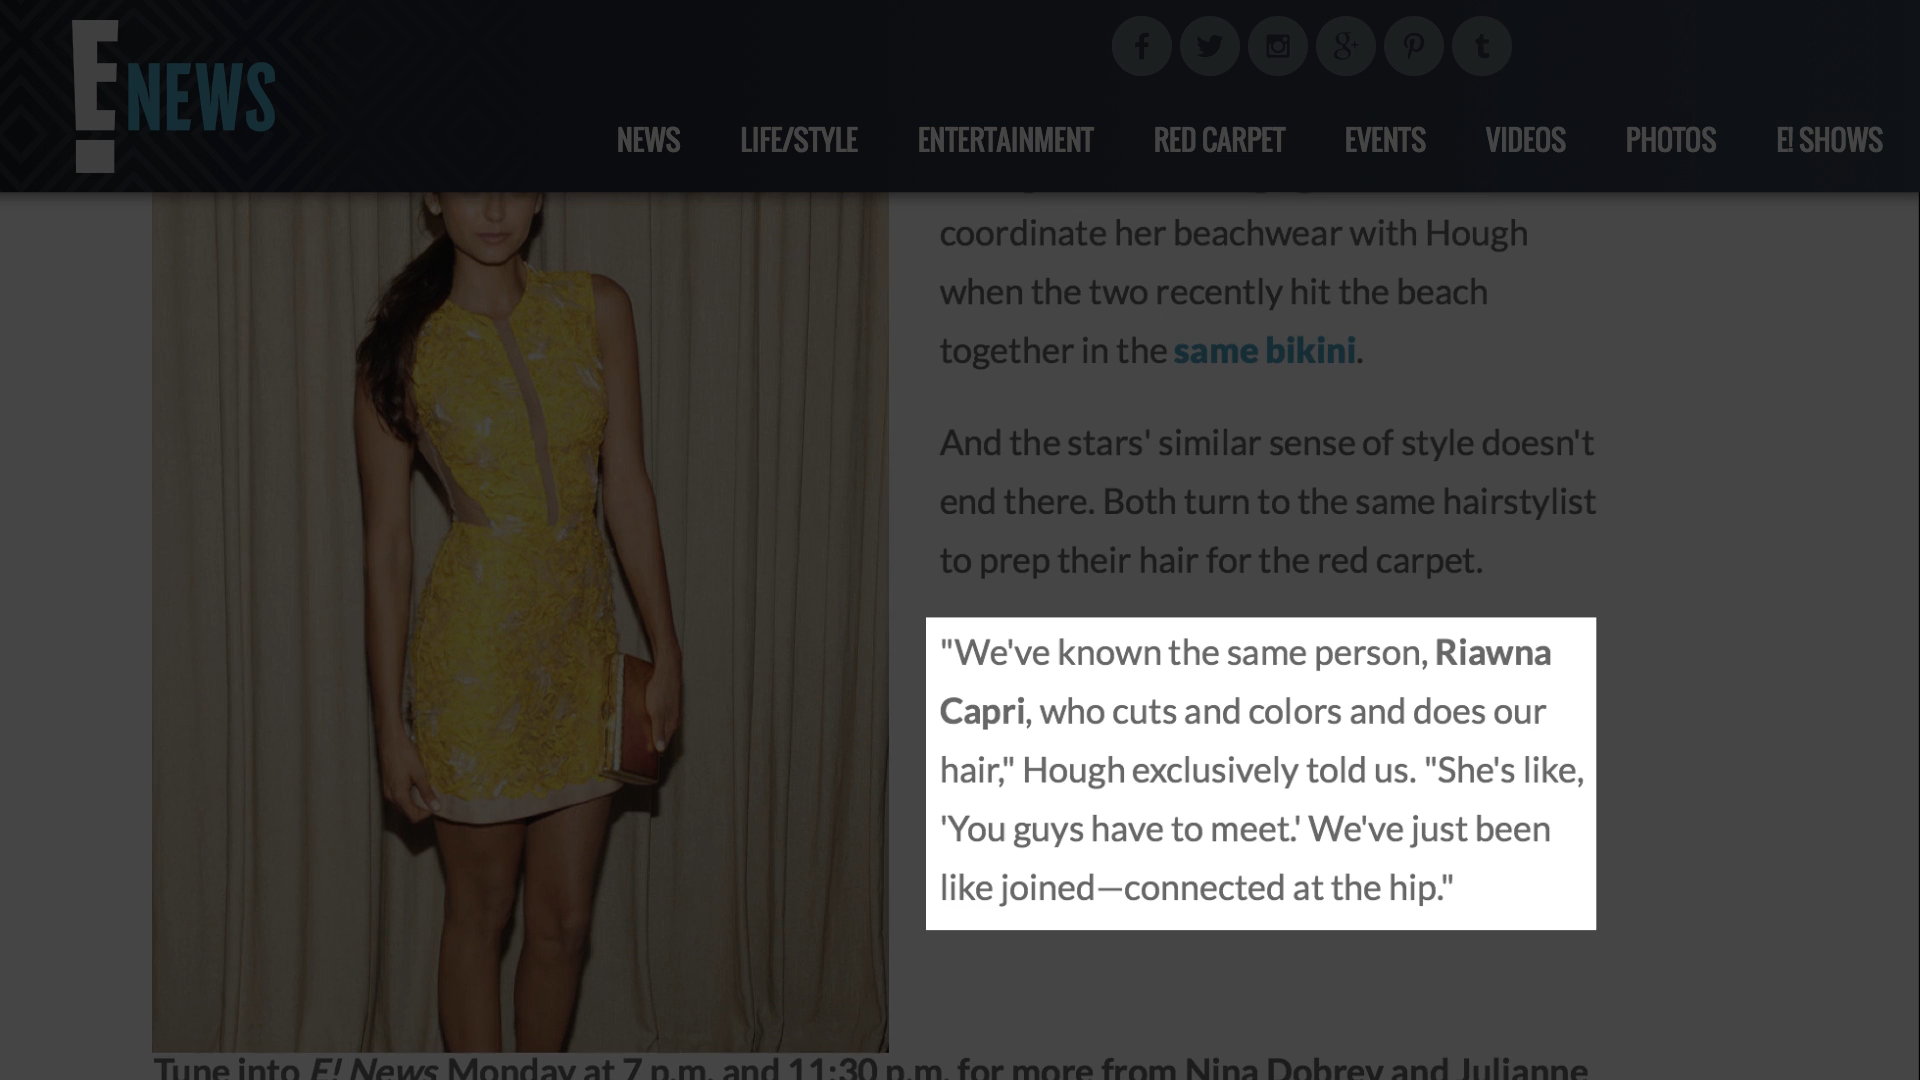 E! NEWS
NEWS LIFE/STYLE ENTERTAINMENT RED CARPET EVENTS VIDEOS PHOTOS E! SHOWS
coordinate her beachwear with Hough
when the two recently hit the beach
together in the same bikini.
And the stars' similar sense of style doesn't
end there. Both turn to the same hairstylist
to prep their hair for the red carpet.
"We've known the same person, Riawna
Capri, who cuts and colors and does our
hair," Hough exclusively told us. "She's like,
'You guys have to meet.' We've just been
like joined—connected at the hip."
Tune into E! News Monday at 7 p.m. and 11:30 p.m. for more from Nina Dobrev and Julianne